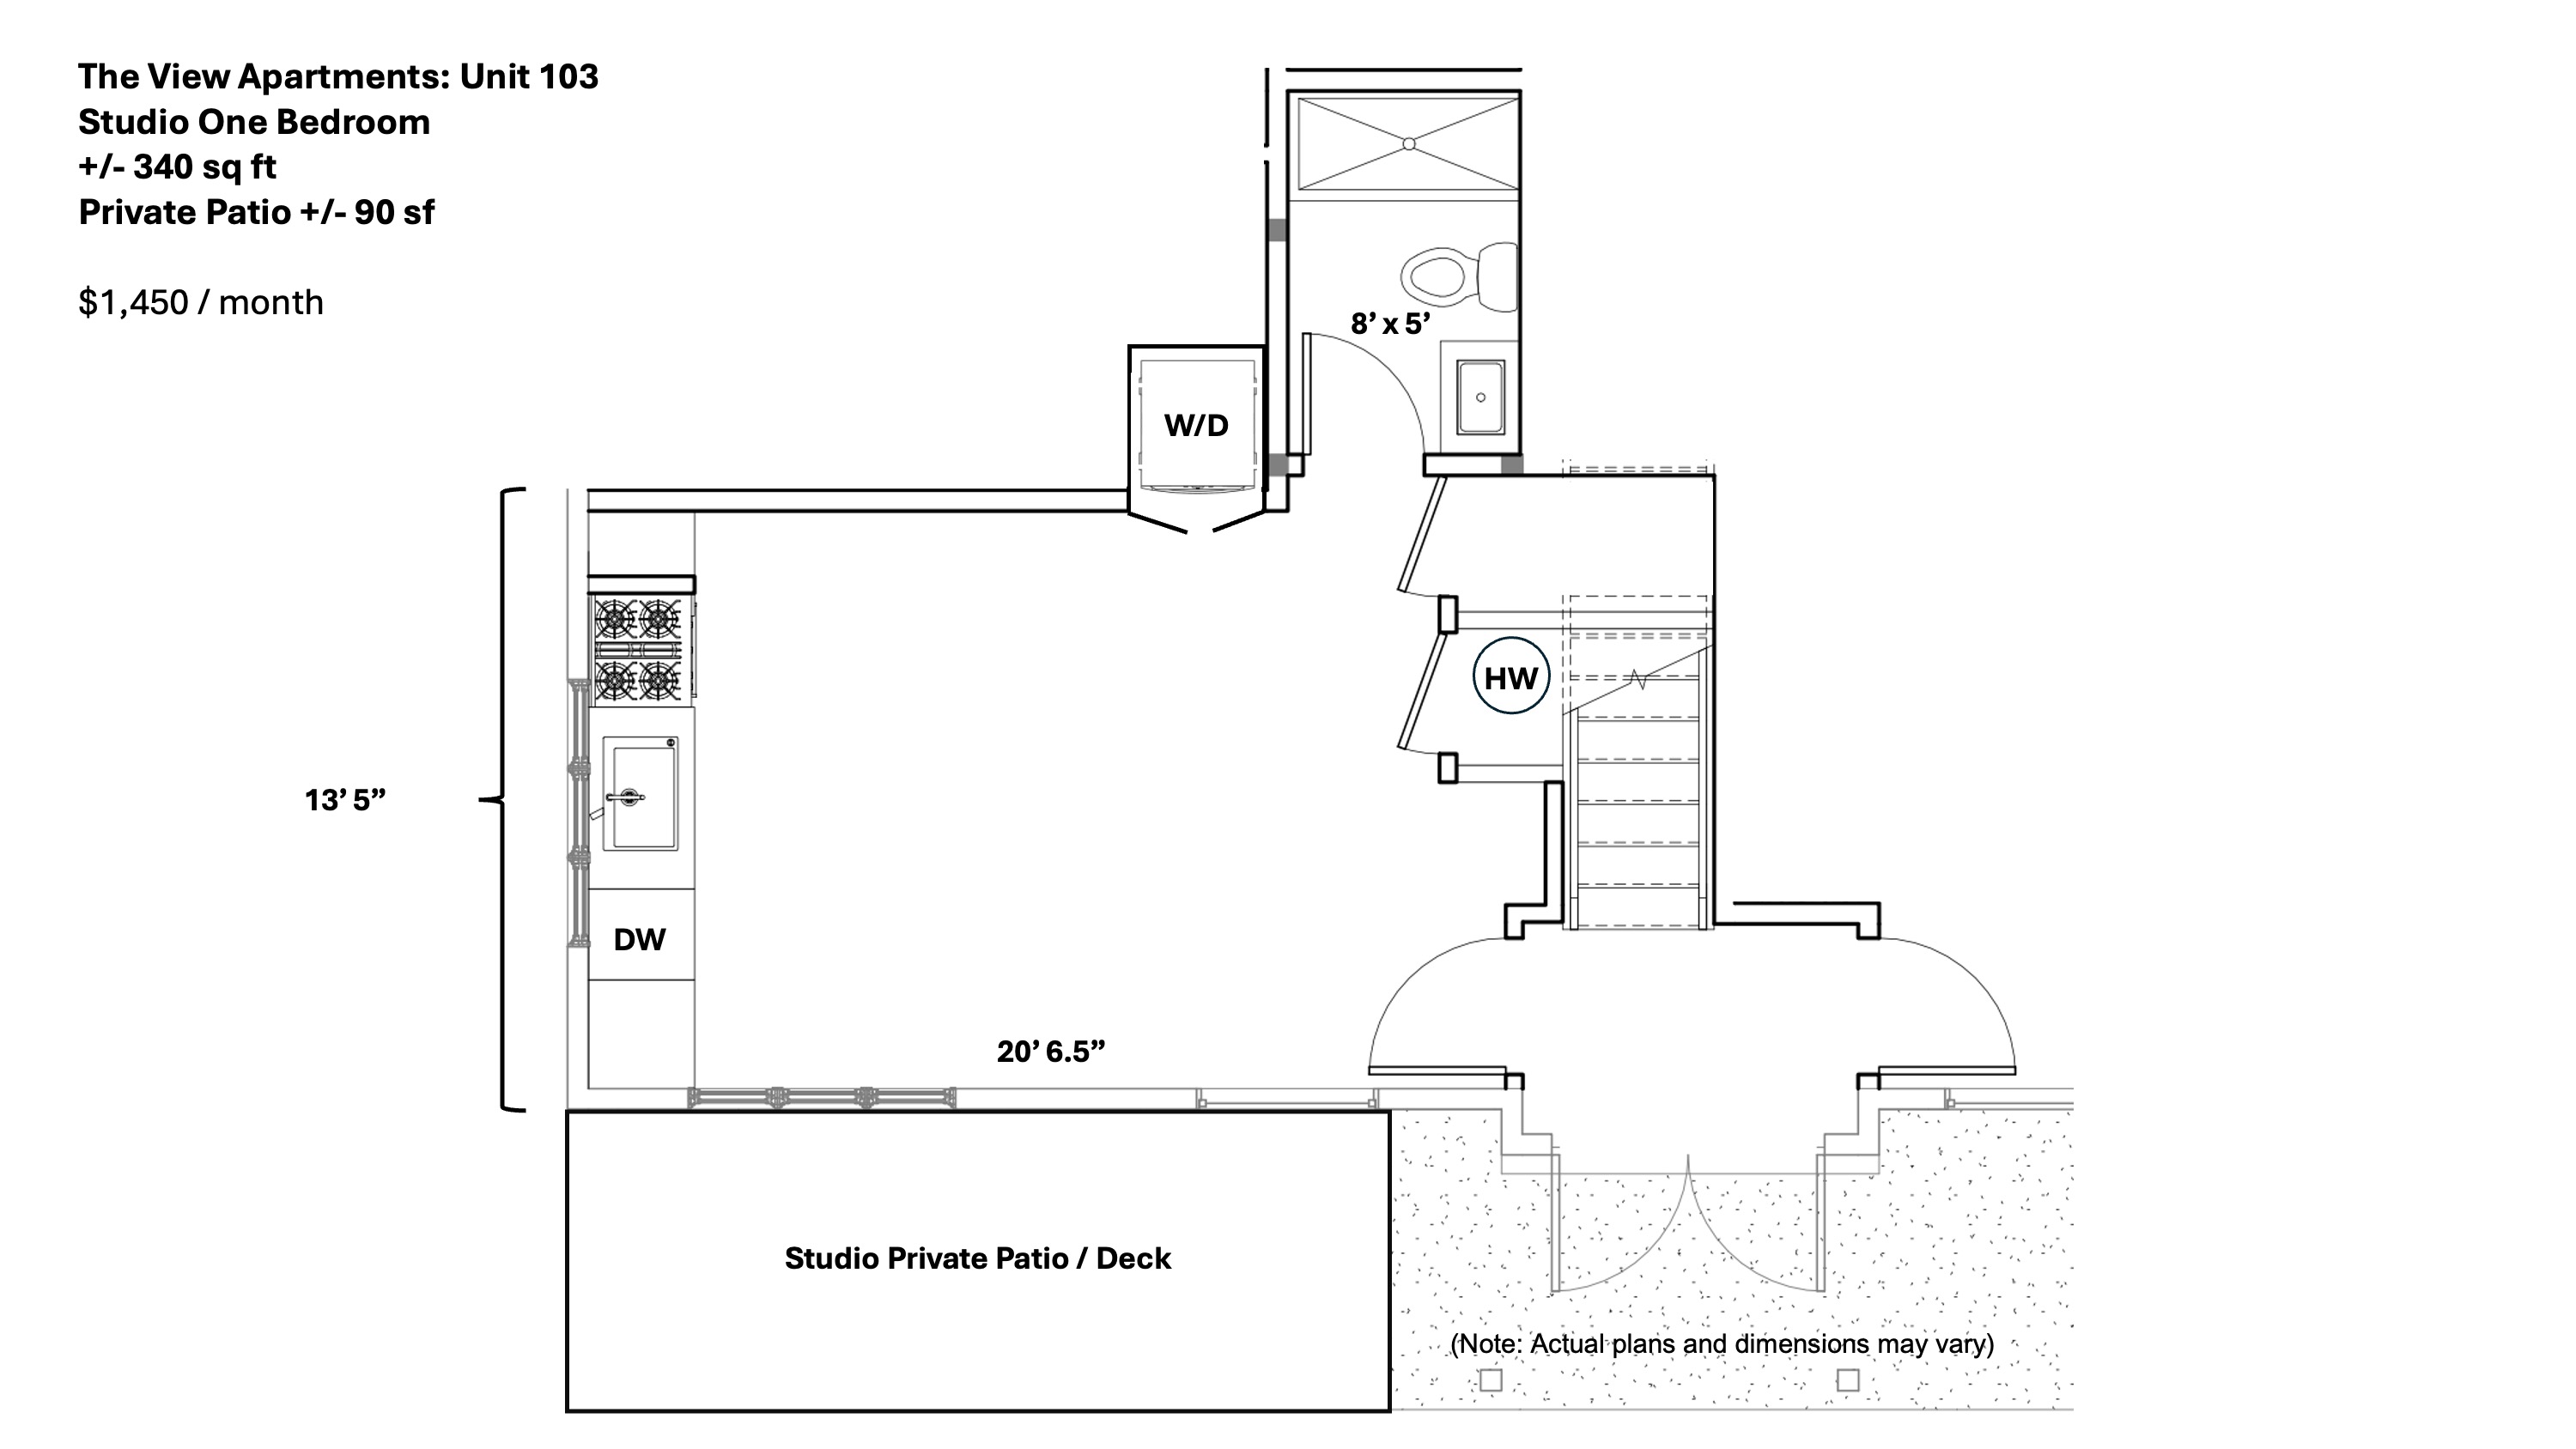 The View Apartments: Unit 103
Studio One Bedroom
+/- 340 sq ft
Private Patio +/- 90 sf
$1,450 / month
8’ x 5’
W/D
HW
13’ 5”
DW
20’ 6.5”
Studio Private Patio / Deck
(Note: Actual plans and dimensions may vary)